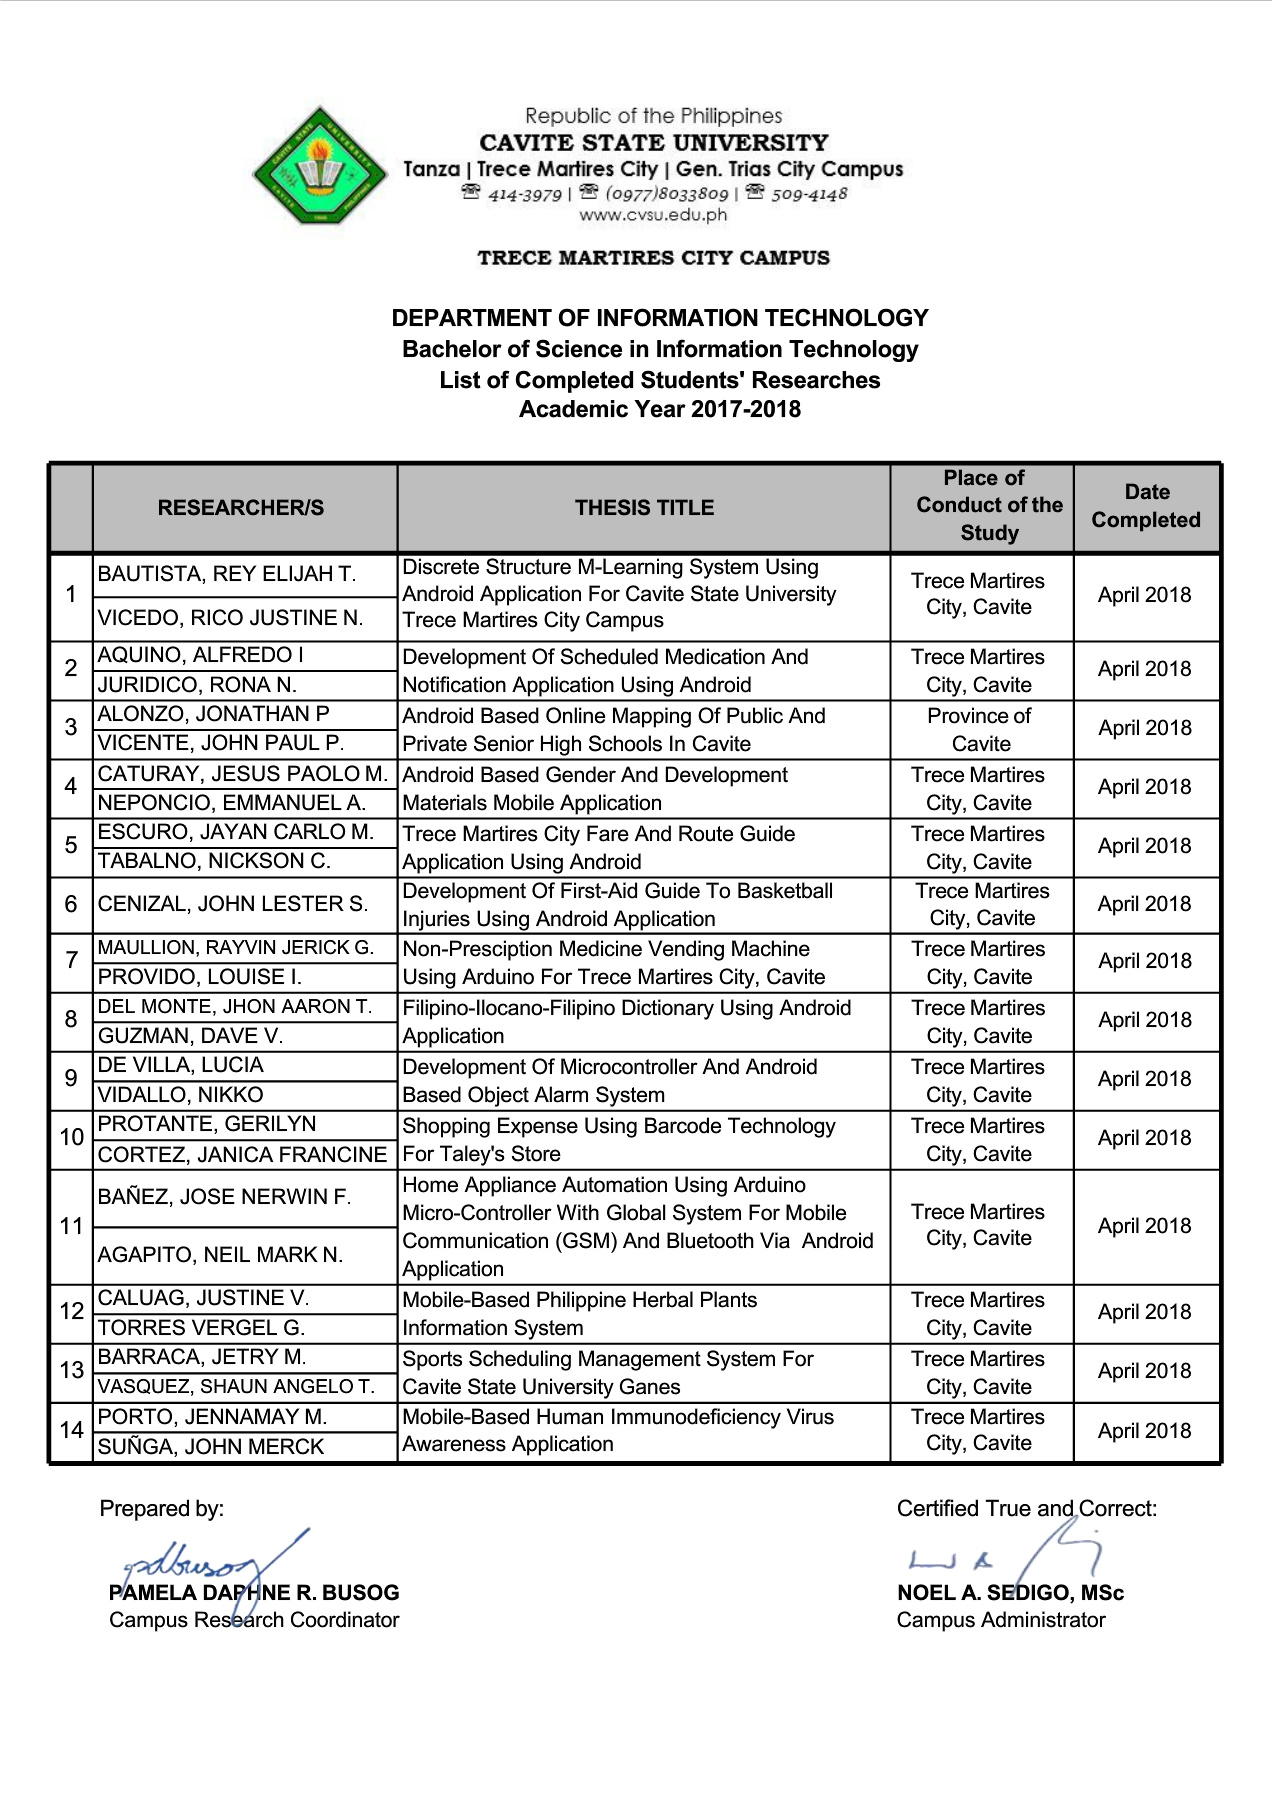 Republic of the Philippines
CAVITE STATE UNIVERSITY
Tanza | Trece Martires City | Gen. Trias City Campus
☏ 414-3979 | ☏ (0977)8033809 | ☏ 509-4148
www.cvsu.edu.ph
TRECE MARTIRES CITY CAMPUS
DEPARTMENT OF INFORMATION TECHNOLOGY
Bachelor of Science in Information Technology
List of Completed Students' Researches
Academic Year 2017-2018
RESEARCHER/S
THESIS TITLE
Place of
Conduct of the
Study
Date
Completed
1
BAUTISTA, REY ELIJAH T.
VICEDO, RICO JUSTINE N.
Discrete Structure M-Learning System Using
Android Application For Cavite State University
Trece Martires City Campus
Trece Martires
City, Cavite
April 2018
2
AQUINO, ALFREDO I
JURIDICO, RONA N.
Development Of Scheduled Medication And
Notification Application Using Android
Trece Martires
City, Cavite
April 2018
3
ALONZO, JONATHAN P
VICENTE, JOHN PAUL P.
Android Based Online Mapping Of Public And
Private Senior High Schools In Cavite
Province of
Cavite
April 2018
4
CATURAY, JESUS PAOLO M.
NEPONCIO, EMMANUEL A.
Android Based Gender And Development
Materials Mobile Application
Trece Martires
City, Cavite
April 2018
5
ESCURO, JAYAN CARLO M.
TABALNO, NICKSON C.
Trece Martires City Fare And Route Guide
Application Using Android
Trece Martires
City, Cavite
April 2018
6
CENIZAL, JOHN LESTER S.
Development Of First-Aid Guide To Basketball
Injuries Using Android Application
Trece Martires
City, Cavite
April 2018
7
MAULLION, RAYVIN JERICK G.
PROVIDO, LOUISE I.
Non-Presciption Medicine Vending Machine
Using Arduino For Trece Martires City, Cavite
Trece Martires
City, Cavite
April 2018
8
DEL MONTE, JHON AARON T.
GUZMAN, DAVE V.
Filipino-Ilocano-Filipino Dictionary Using Android
Application
Trece Martires
City, Cavite
April 2018
9
DE VILLA, LUCIA
VIDALLO, NIKKO
Development Of Microcontroller And Android
Based Object Alarm System
Trece Martires
City, Cavite
April 2018
10
PROTANTE, GERILYN
CORTEZ, JANICA FRANCINE
Shopping Expense Using Barcode Technology
For Taley's Store
Trece Martires
City, Cavite
April 2018
11
BAÑEZ, JOSE NERWIN F.
AGAPITO, NEIL MARK N.
Home Appliance Automation Using Arduino
Micro-Controller With Global System For Mobile
Communication (GSM) And Bluetooth Via  Android
Application
Trece Martires
City, Cavite
April 2018
12
CALUAG, JUSTINE V.
TORRES VERGEL G.
Mobile-Based Philippine Herbal Plants
Information System
Trece Martires
City, Cavite
April 2018
13
BARRACA, JETRY M.
VASQUEZ, SHAUN ANGELO T.
Sports Scheduling Management System For
Cavite State University Ganes
Trece Martires
City, Cavite
April 2018
14
PORTO, JENNAMAY M.
SUÑGA, JOHN MERCK
Mobile-Based Human Immunodeficiency Virus
Awareness Application
Trece Martires
City, Cavite
April 2018
Prepared by:
pdbusog
PAMELA DAPHNE R. BUSOG
Campus Research Coordinator
Certified True and Correct:
NOEL A. SEDIGO, MSc
Campus Administrator